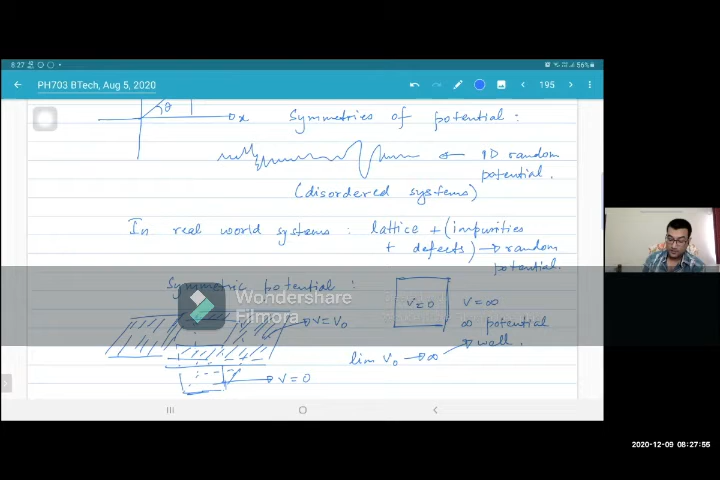 8:27
56%
PH703 BTech, Aug 5, 2020
195
θ
x
Symmetries of potential :
1D random
potential.
(disordered systems)
In real world systems : lattice + (impurities
+ defects) → random
potential.
Symmetric potential :
V=0
V=∞
Wondershare
Filmora
V=V₀
∞ potential
well.
lim V₀ → ∞
V=0
2020-12-09 08:27:55